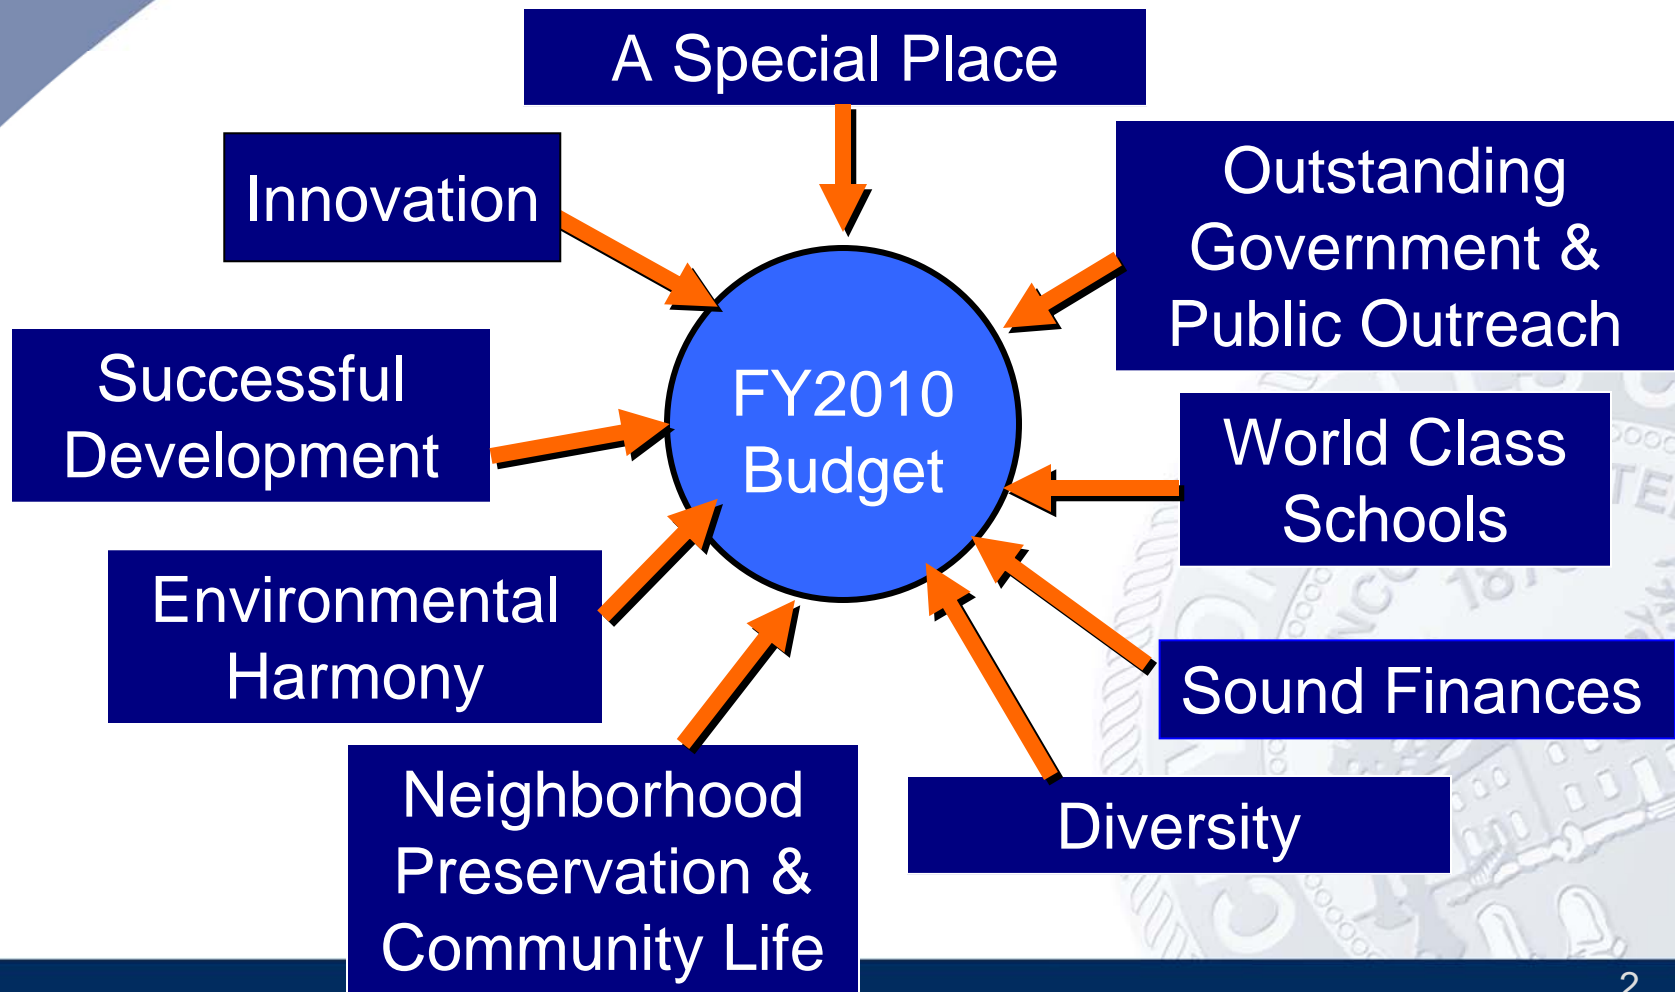 A Special Place
Innovation
Outstanding
Government &
Public Outreach
Successful
Development
FY2010
Budget
World Class
Schools
Environmental
Harmony
Sound Finances
Neighborhood
Preservation &
Community Life
Diversity
2